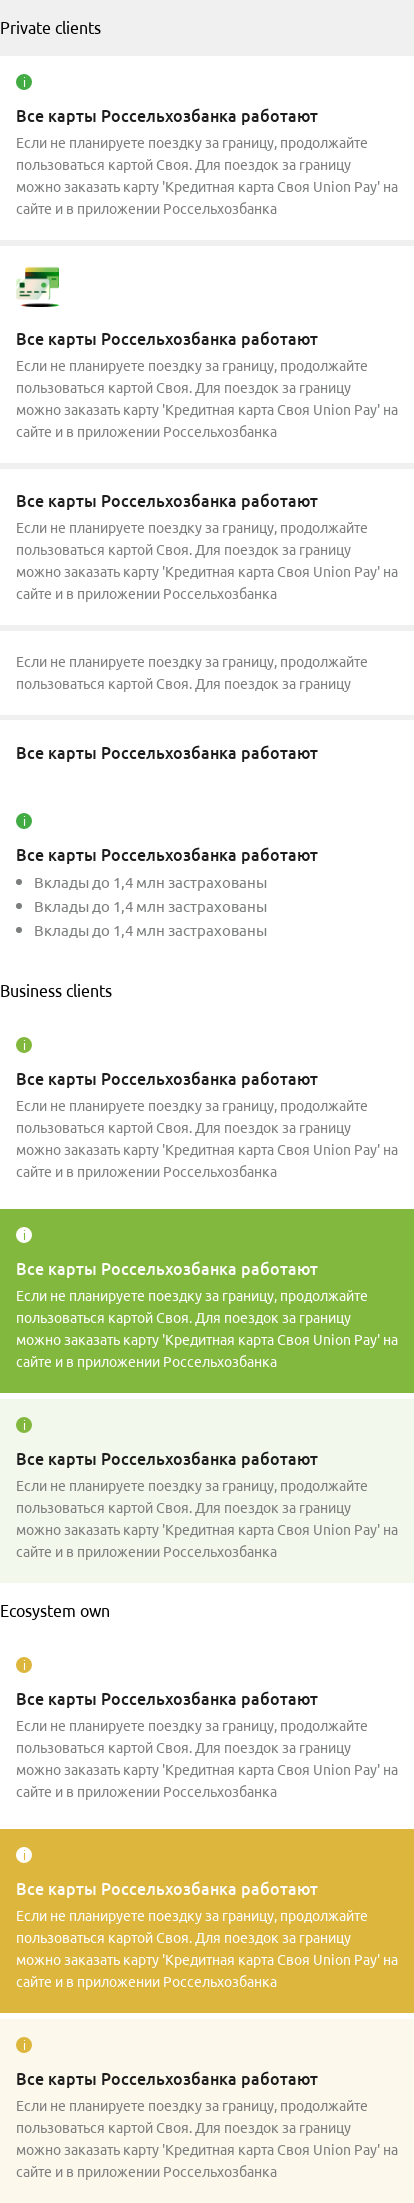 Private clients
Все карты Россельхозбанка работают
Если не планируете поездку за границу, продолжайте
пользоваться картой Своя. Для поездок за границу
можно заказать карту 'Кредитная карта Своя Union Pay' на
сайте и в приложении Россельхозбанка
Все карты Россельхозбанка работают
Если не планируете поездку за границу, продолжайте
пользоваться картой Своя. Для поездок за границу
можно заказать карту 'Кредитная карта Своя Union Pay' на
сайте и в приложении Россельхозбанка
Все карты Россельхозбанка работают
Если не планируете поездку за границу, продолжайте
пользоваться картой Своя. Для поездок за границу
можно заказать карту 'Кредитная карта Своя Union Pay' на
сайте и в приложении Россельхозбанка
Если не планируете поездку за границу, продолжайте
пользоваться картой Своя. Для поездок за границу
Все карты Россельхозбанка работают
Все карты Россельхозбанка работают
Вклады до 1,4 млн застрахованы
Вклады до 1,4 млн застрахованы
Вклады до 1,4 млн застрахованы
Business clients
Все карты Россельхозбанка работают
Если не планируете поездку за границу, продолжайте
пользоваться картой Своя. Для поездок за границу
можно заказать карту 'Кредитная карта Своя Union Pay' на
сайте и в приложении Россельхозбанка
Все карты Россельхозбанка работают
Если не планируете поездку за границу, продолжайте
пользоваться картой Своя. Для поездок за границу
можно заказать карту 'Кредитная карта Своя Union Pay' на
сайте и в приложении Россельхозбанка
Все карты Россельхозбанка работают
Если не планируете поездку за границу, продолжайте
пользоваться картой Своя. Для поездок за границу
можно заказать карту 'Кредитная карта Своя Union Pay' на
сайте и в приложении Россельхозбанка
Ecosystem own
Все карты Россельхозбанка работают
Если не планируете поездку за границу, продолжайте
пользоваться картой Своя. Для поездок за границу
можно заказать карту 'Кредитная карта Своя Union Pay' на
сайте и в приложении Россельхозбанка
Все карты Россельхозбанка работают
Если не планируете поездку за границу, продолжайте
пользоваться картой Своя. Для поездок за границу
можно заказать карту 'Кредитная карта Своя Union Pay' на
сайте и в приложении Россельхозбанка
Все карты Россельхозбанка работают
Если не планируете поездку за границу, продолжайте
пользоваться картой Своя. Для поездок за границу
можно заказать карту 'Кредитная карта Своя Union Pay' на
сайте и в приложении Россельхозбанка